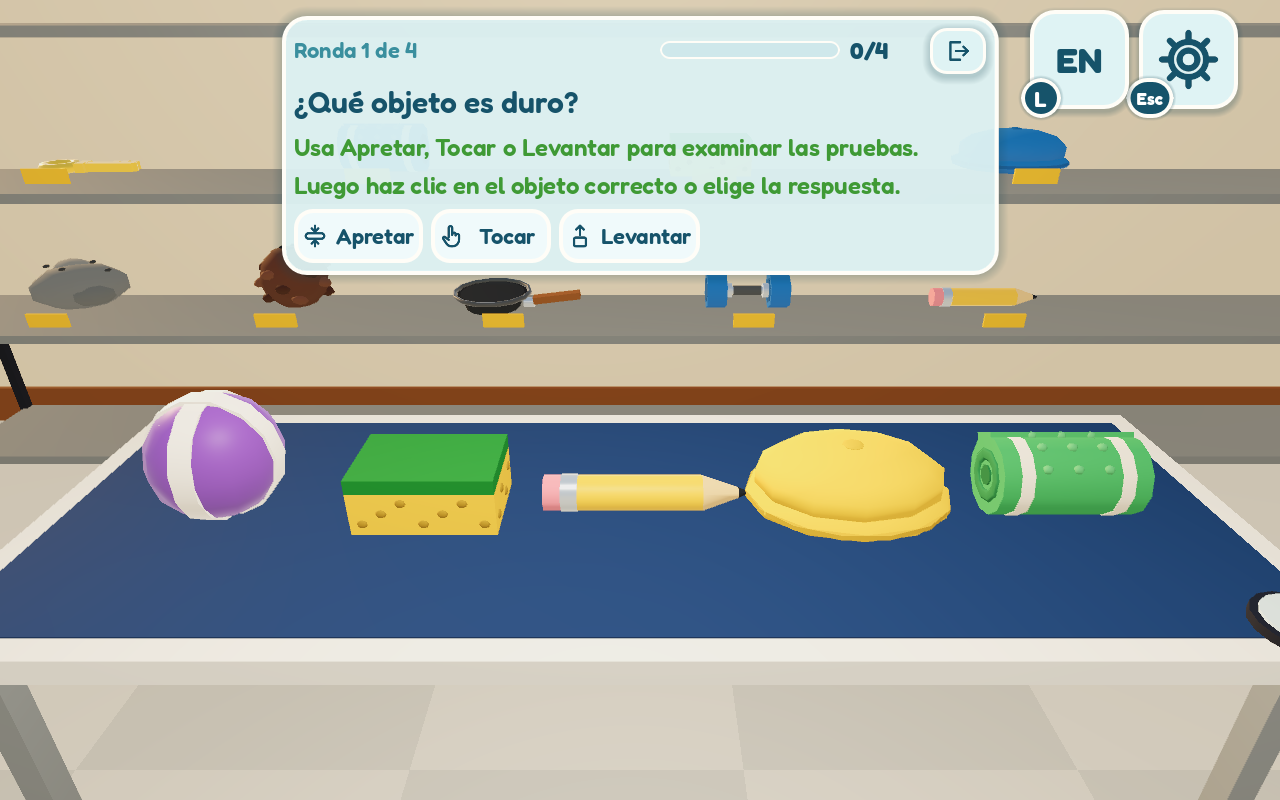 Ronda 1 de 4
0/4
EN
L
Esc
¿Qué objeto es duro?
Usa Apretar, Tocar o Levantar para examinar las pruebas.
Luego haz clic en el objeto correcto o elige la respuesta.
Apretar
Tocar
Levantar